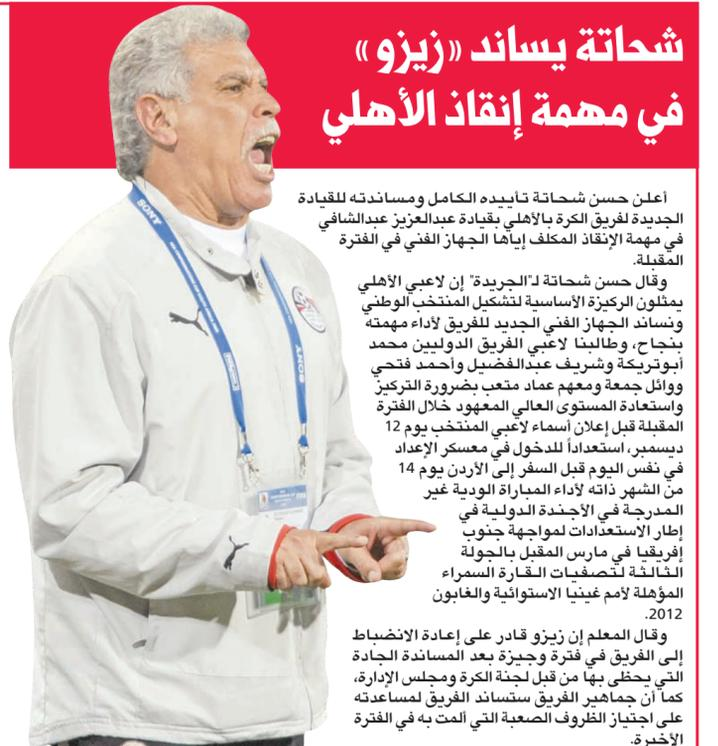 شحاتة يساند «زيزو»
في مهمة إنقاذ الأهلي
أعلن حسن شحاتة تأييده الكامل ومساندته للقيادة
الجديدة لفريق الكرة بالأهلي بقيادة عبدالعزيز عبدالشافي
في مهمة الإنقاذ المكلف إياها الجهاز الفني في الفترة
المقبلة.
وقال حسن شحاتة لـ"الجريدة" إن لاعبي الأهلي
يمثلون الركيزة الأساسية لتشكيل المنتخب الوطني
ونساند الجهاز الفني الجديد للفريق لأداء مهمته
بنجاح، وطالبنا لاعبي الفريق الدوليين محمد
أبوتريكة وشريف عبدالفضيل وأحمد فتحي
ووائل جمعة ومعهم عماد متعب بضرورة التركيز
واستعادة المستوى العالي المعهود خلال الفترة
المقبلة قبل إعلان أسماء لاعبي المنتخب يوم 12
ديسمبر، استعداداً للدخول في معسكر الإعداد
في نفس اليوم قبل السفر إلى الأردن يوم 14
من الشهر ذاته لأداء المباراة الودية غير
المدرجة في الأجندة الدولية في
إطار الاستعدادات لمواجهة جنوب
إفريقيا في مارس المقبل بالجولة
الثالثة لتصفيات القارة السمراء
المؤهلة لأمم غينيا الاستوائية والغابون
2012.
وقال المعلم إن زيزو قادر على إعادة الانضباط
إلى الفريق في فترة وجيزة بعد المساندة الجادة
التي يحظى بها من قبل لجنة الكرة ومجلس الإدارة،
كما أن جماهير الفريق ستساند الفريق لمساعدته
على اجتياز الظروف الصعبة التي ألمت به في الفترة
الأخيرة.
SONY
SONY